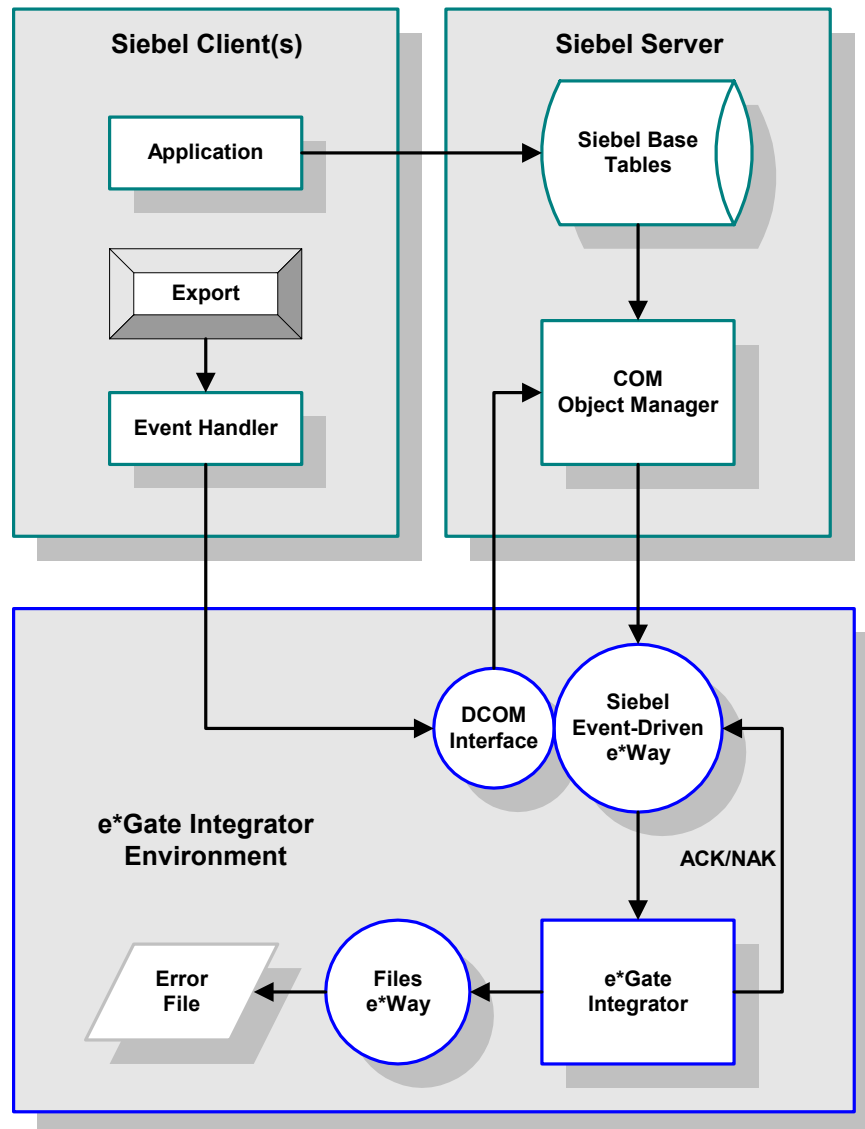 Siebel Client(s)
Siebel Server
Application
Siebel Base
Tables
Export
COM
Object Manager
Event Handler
DCOM
Interface
Siebel
Event-Driven
e*Way
e*Gate Integrator
Environment
ACK/NAK
Error
File
Files
e*Way
e*Gate
Integrator